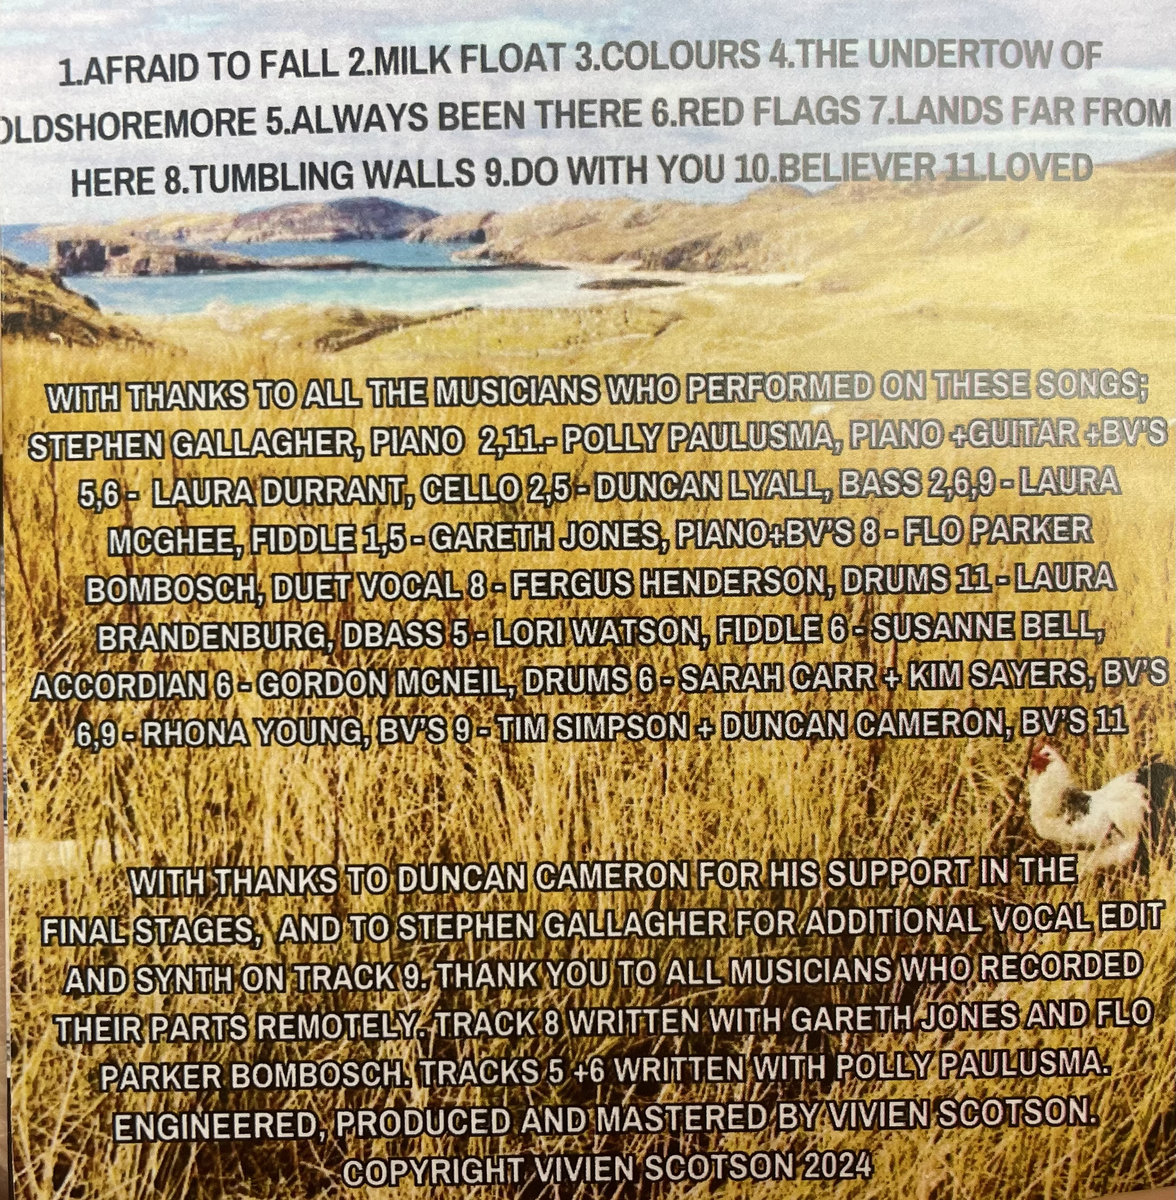 1.AFRAID TO FALL 2.MILK FLOAT 3.COLOURS 4.THE UNDERTOW OF
OLDSHOREMORE 5.ALWAYS BEEN THERE 6.RED FLAGS 7.LANDS FAR FROM
HERE 8.TUMBLING WALLS 9.DO WITH YOU 10.BELIEVER 11.LOVED
WITH THANKS TO ALL THE MUSICIANS WHO PERFORMED ON THESE SONGS;
STEPHEN GALLAGHER, PIANO 2,11.- POLLY PAULUSMA, PIANO +GUITAR +BV'S
5,6 - LAURA DURRANT, CELLO 2,5 - DUNCAN LYALL, BASS 2,6,9 - LAURA
MCGHEE, FIDDLE 1,5 - GARETH JONES, PIANO+BV'S 8 - FLO PARKER
BOMBOSCH, DUET VOCAL 8 - FERGUS HENDERSON, DRUMS 11 - LAURA
BRANDENBURG, DBASS 5 - LORI WATSON, FIDDLE 6 - SUSANNE BELL,
ACCORDIAN 6 - GORDON MCNEIL, DRUMS 6 - SARAH CARR + KIM SAYERS, BV'S
6,9 - RHONA YOUNG, BV'S 9 - TIM SIMPSON + DUNCAN CAMERON, BV'S 11
WITH THANKS TO DUNCAN CAMERON FOR HIS SUPPORT IN THE
FINAL STAGES, AND TO STEPHEN GALLAGHER FOR ADDITIONAL VOCAL EDIT
AND SYNTH ON TRACK 9. THANK YOU TO ALL MUSICIANS WHO RECORDED
THEIR PARTS REMOTELY. TRACK 8 WRITTEN WITH GARETH JONES AND FLO
PARKER BOMBOSCH. TRACKS 5 +6 WRITTEN WITH POLLY PAULUSMA.
ENGINEERED, PRODUCED AND MASTERED BY VIVIEN SCOTSON.
COPYRIGHT VIVIEN SCOTSON 2024